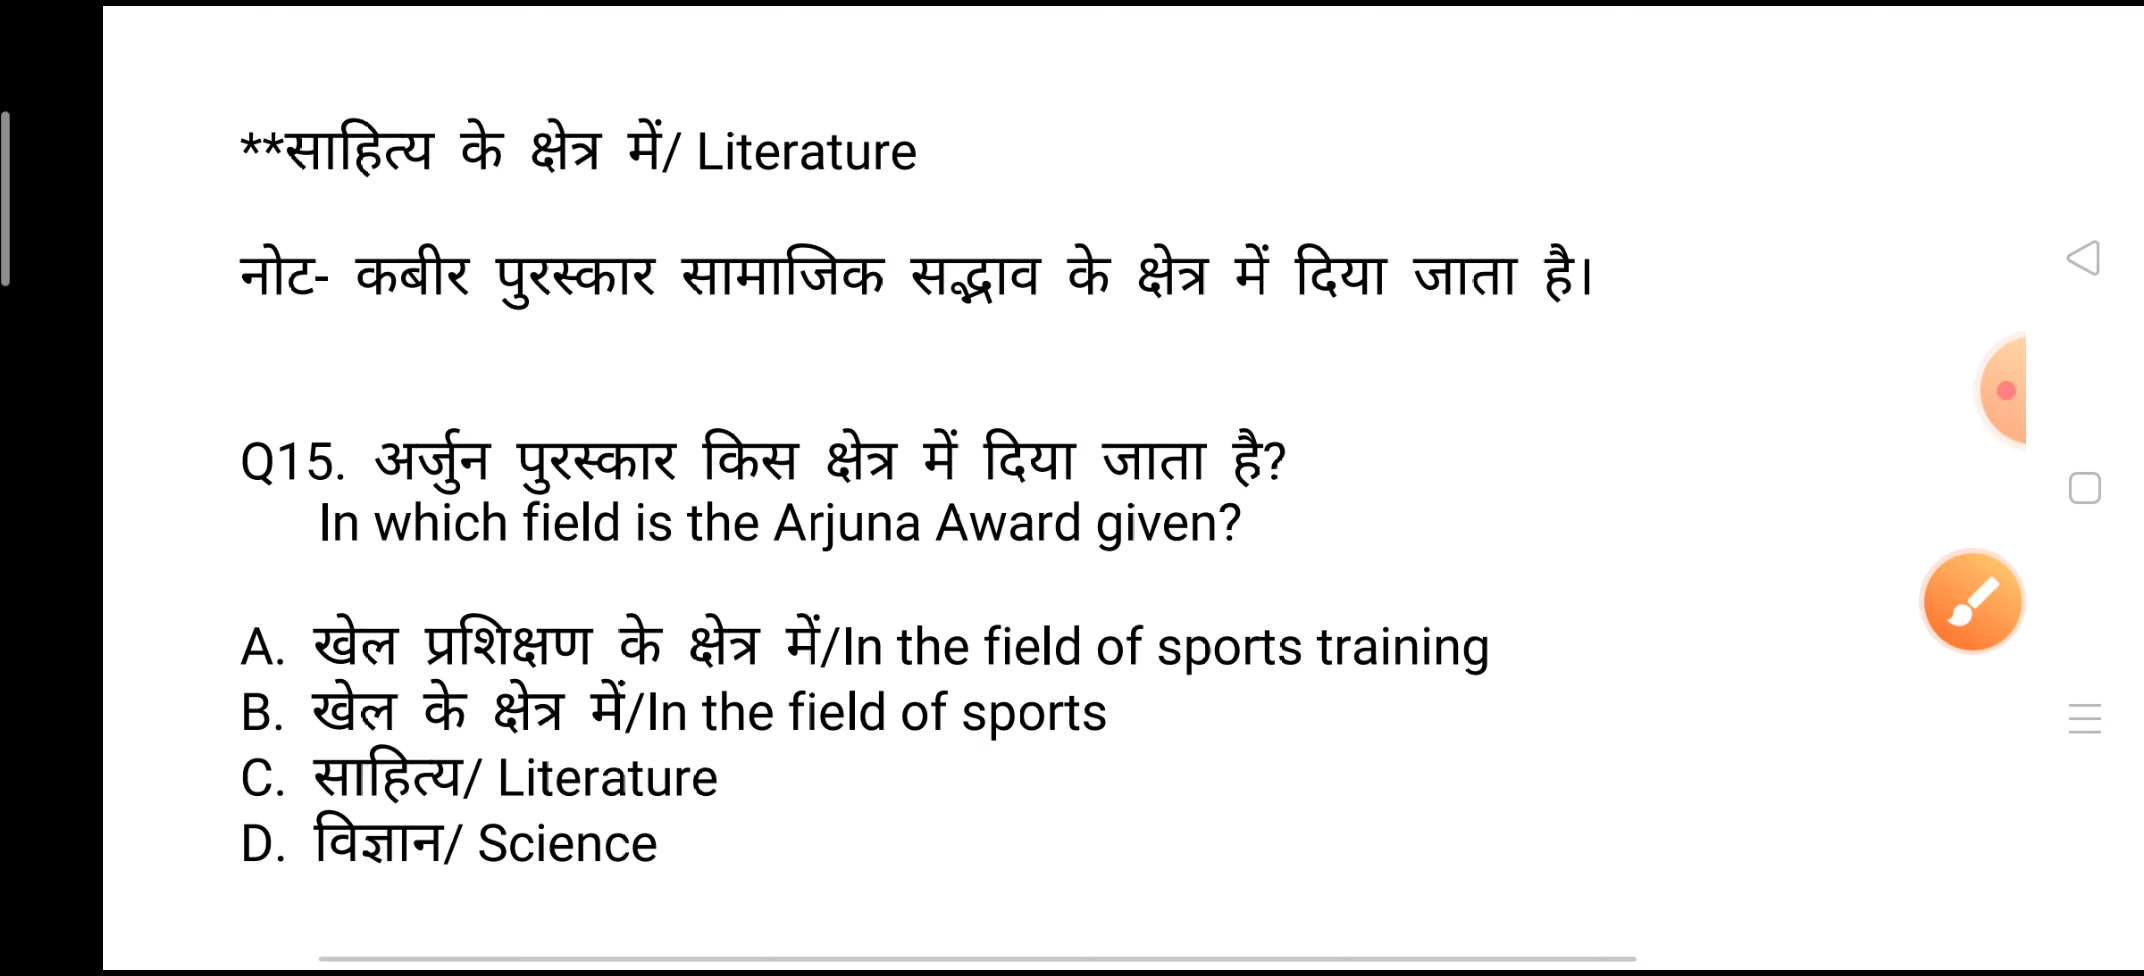 **साहित्य के क्षेत्र में/ Literature
नोट- कबीर पुरस्कार सामाजिक सद्भाव के क्षेत्र में दिया जाता है।
Q15. अर्जुन पुरस्कार किस क्षेत्र में दिया जाता है?
In which field is the Arjuna Award given?
A. खेल प्रशिक्षण के क्षेत्र में/In the field of sports training
B. खेल के क्षेत्र में/In the field of sports
C. साहित्य/ Literature
D. विज्ञान/ Science